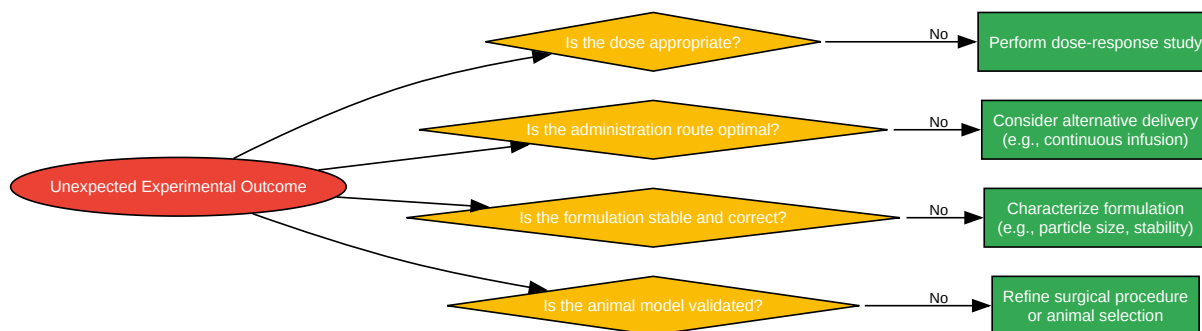 Is the dose appropriate?
No
Perform dose-response study
Is the administration route optimal?
No
Consider alternative delivery
(e.g., continuous infusion)
Unexpected Experimental Outcome
Is the formulation stable and correct?
No
Characterize formulation
(e.g., particle size, stability)
Is the animal model validated?
No
Refine surgical procedure
or animal selection